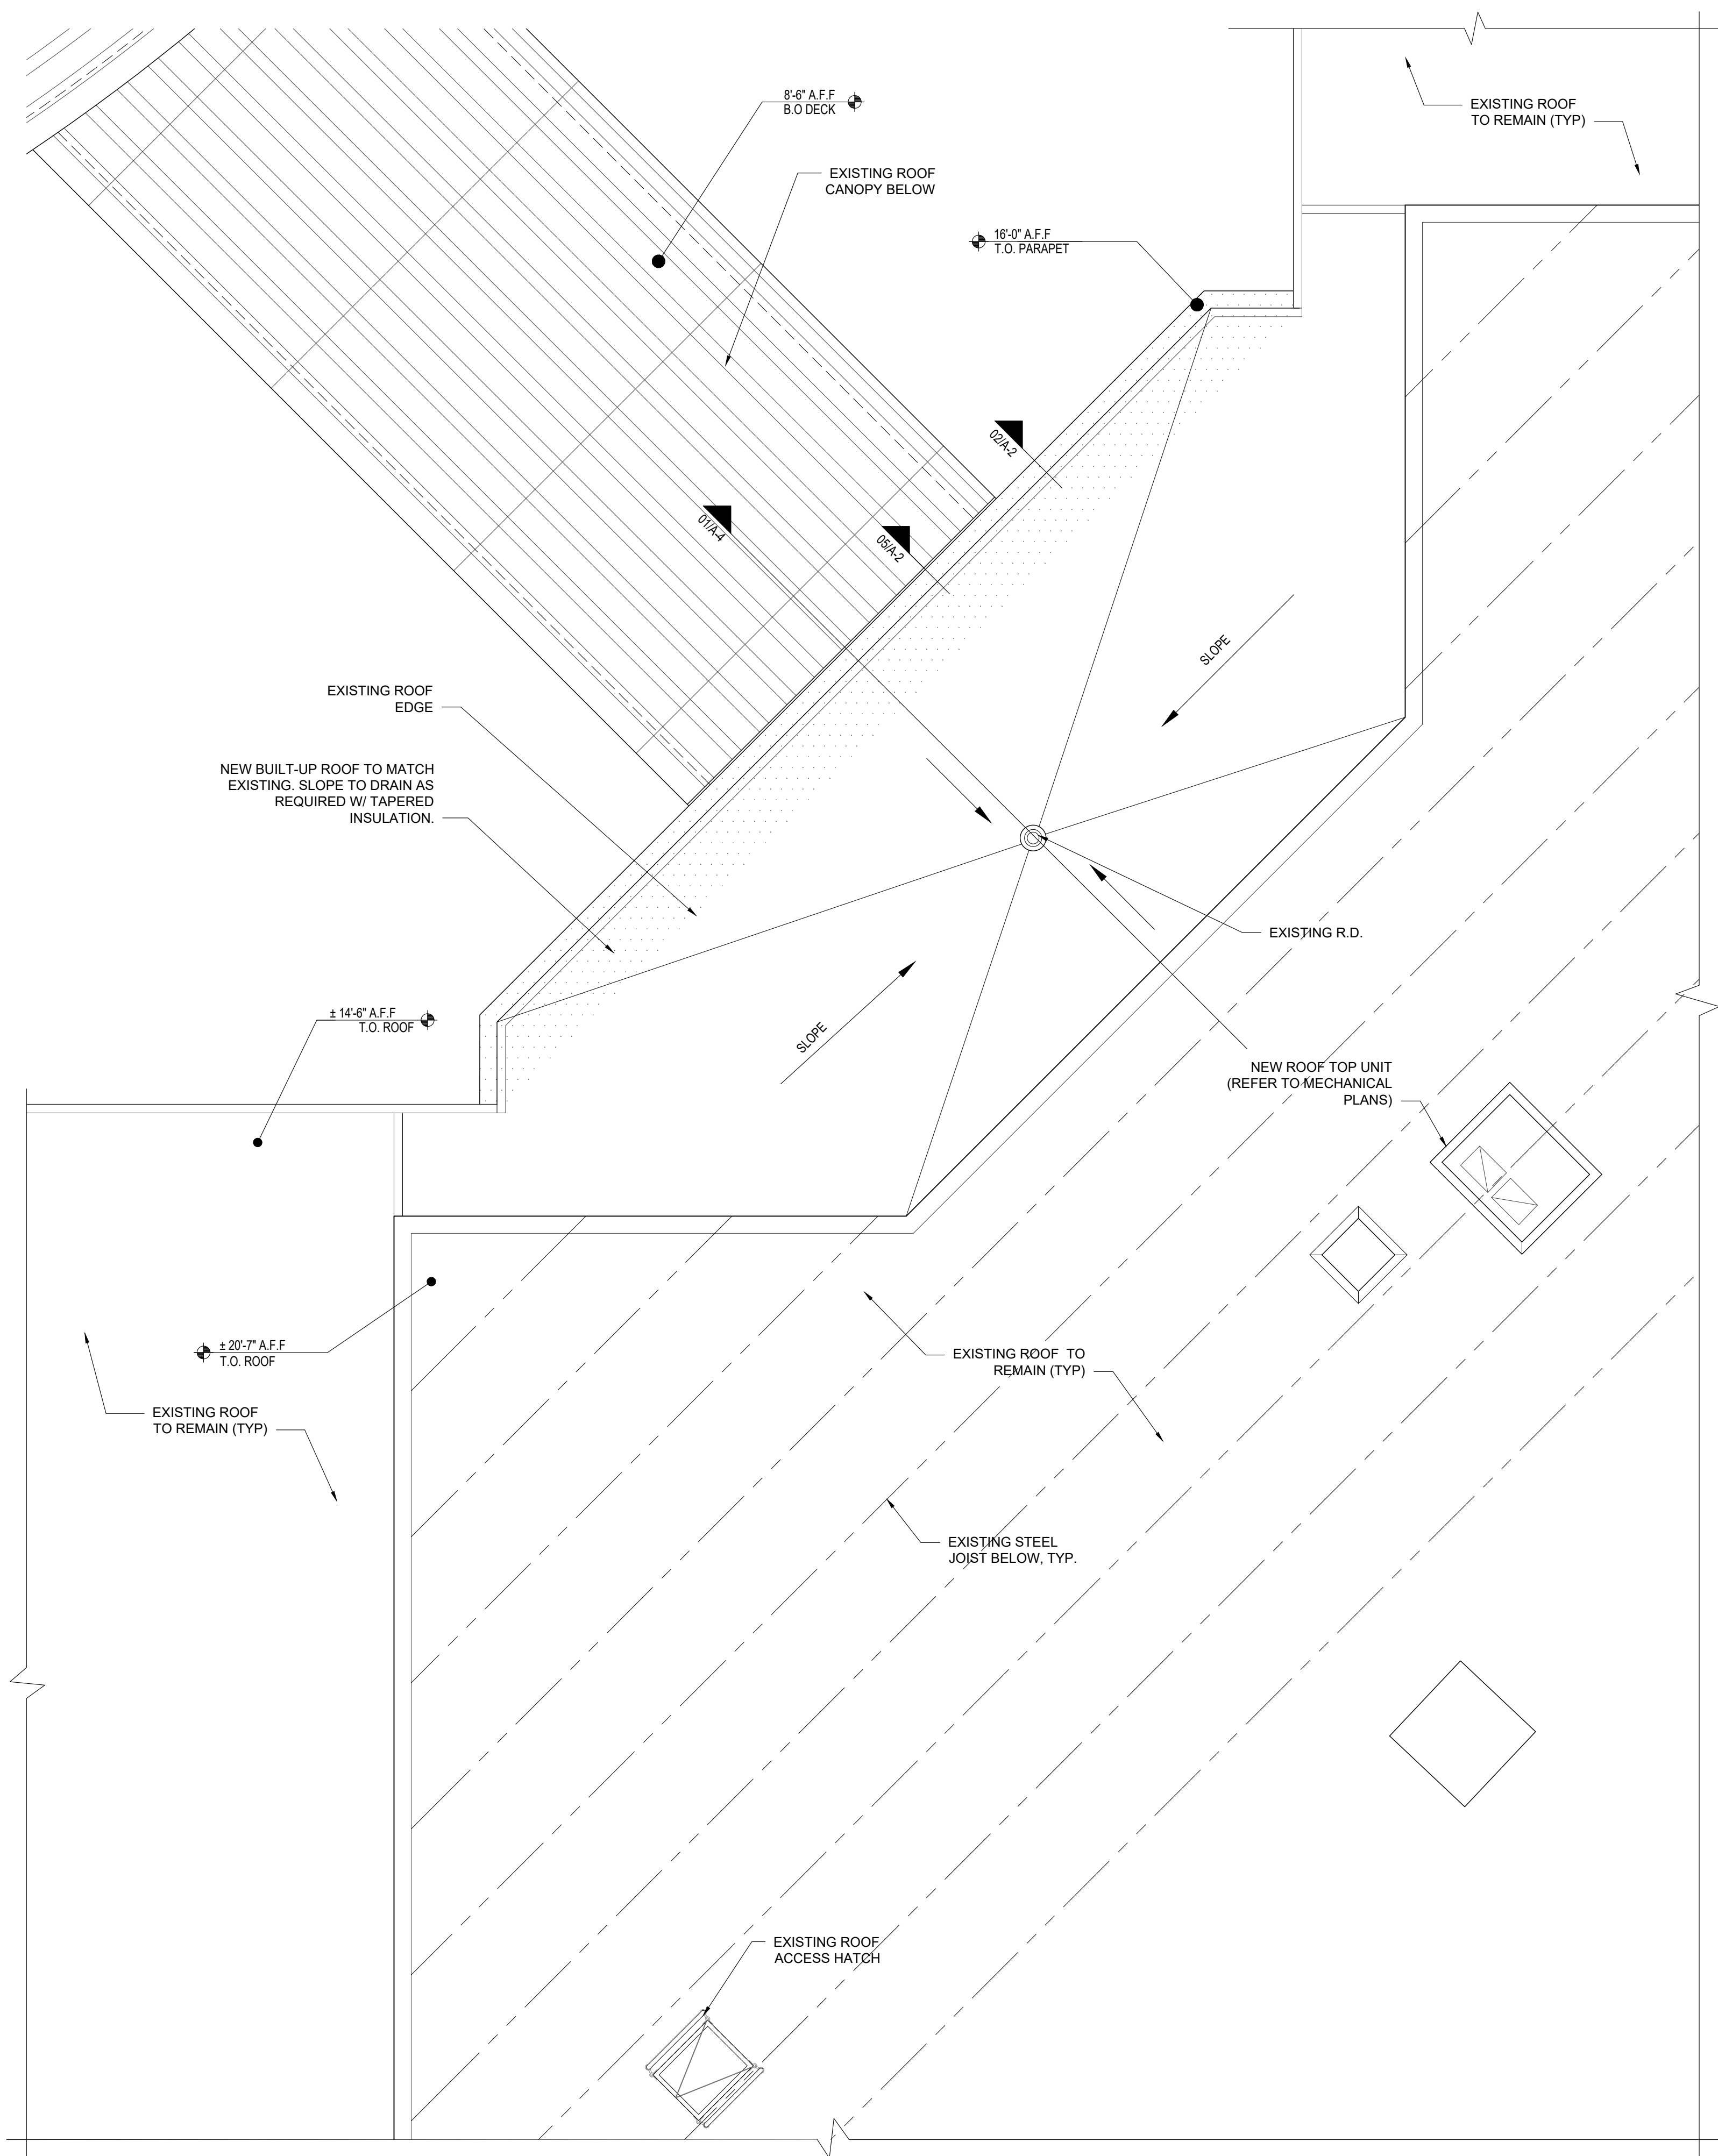 8'-6" A.F.F
B.O DECK
EXISTING ROOF
TO REMAIN (TYP)
EXISTING ROOF
CANOPY BELOW
16'-0" A.F.F
T.O. PARAPET
02/A-2
01/A-4
05/A-2
SLOPE
EXISTING ROOF
EDGE
NEW BUILT-UP ROOF TO MATCH
EXISTING. SLOPE TO DRAIN AS
REQUIRED W/ TAPERED
INSULATION.
EXISTING R.D.
± 14'-6" A.F.F
T.O. ROOF
SLOPE
NEW ROOF TOP UNIT
(REFER TO MECHANICAL
PLANS)
± 20'-7" A.F.F
T.O. ROOF
EXISTING ROOF TO
REMAIN (TYP)
EXISTING ROOF
TO REMAIN (TYP)
EXISTING STEEL
JOIST BELOW, TYP.
EXISTING ROOF
ACCESS HATCH